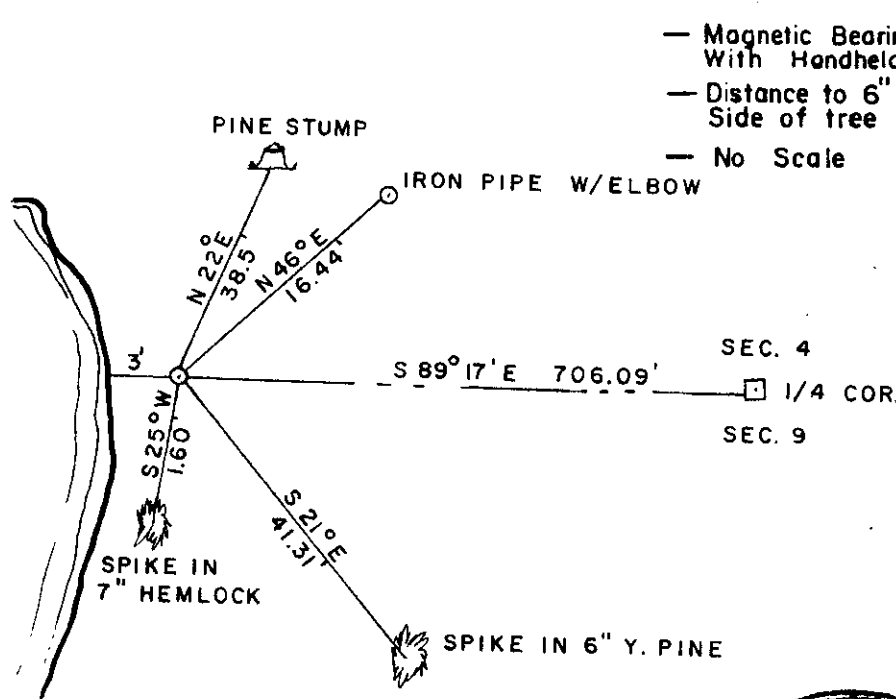 — Magnetic Bearin
With Handheld
— Distance to 6"
Side of tree
— No Scale
PINE STUMP
IRON PIPE W/ELBOW
N 22° E
38.5'
N 46° E
16.44'
3'
S 89° 17' E 706.09'
SEC. 4
1/4 COR.
SEC. 9
S 25° W
1.60'
S 21° E
41.31'
SPIKE IN
7" HEMLOCK
SPIKE IN 6" Y. PINE